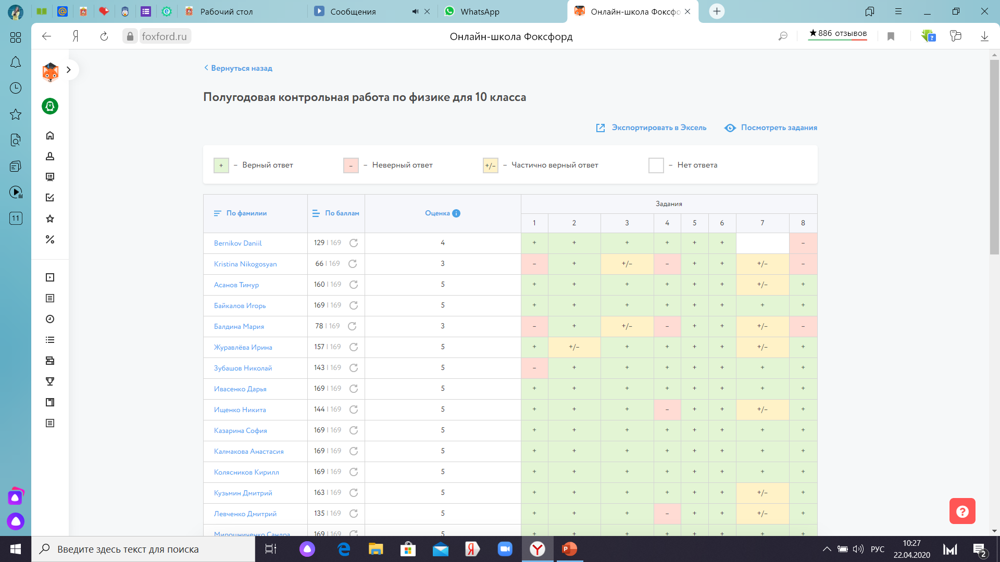 Рабочий стол
Сообщения
WhatsApp
Онлайн-школа Фоксфо
Я
foxford.ru
Онлайн-школа Фоксфорд
★886 отзывов
11
Вернуться назад
Полугодовая контрольная работа по физике для 10 класса
Экспортировать в Эксель
Посмотреть задания
+ – Верный ответ
– – Неверный ответ
+/– – Частично верный ответ
– Нет ответа
По фамилии По баллам Оценка Задания
1 2 3 4 5 6 7 8
Bernikov Daniil 129 | 169 4 + + + + + + –
Kristina Nikogosyan 66 | 169 3 – + +/– – + + +/– –
Асанов Тимур 160 | 169 5 + + + + + + +/– +
Байкалов Игорь 169 | 169 5 + + + + + + + +
Балдина Мария 78 | 169 3 – + +/– – + + +/– –
Журавлёва Ирина 157 | 169 5 + +/– + + + + +/– +
Зубашов Николай 143 | 169 5 – + + + + + + +
Ивасенко Дарья 169 | 169 5 + + + + + + + +
Ищенко Никита 144 | 169 5 + + + – + + +/– +
Казарина София 169 | 169 5 + + + + + + + +
Калмакова Анастасия 169 | 169 5 + + + + + + + +
Колясников Кирилл 169 | 169 5 + + + + + + + +
Кузьмин Дмитрий 163 | 169 5 + + + + + + +/– +
Левченко Дмитрий 135 | 169 5 + + + – + + +/– +
Мирошниченко Сандра 169 | 169 5 + + + + + + + +
Введите здесь текст для поиска
РУС
10:27
22.04.2020
2